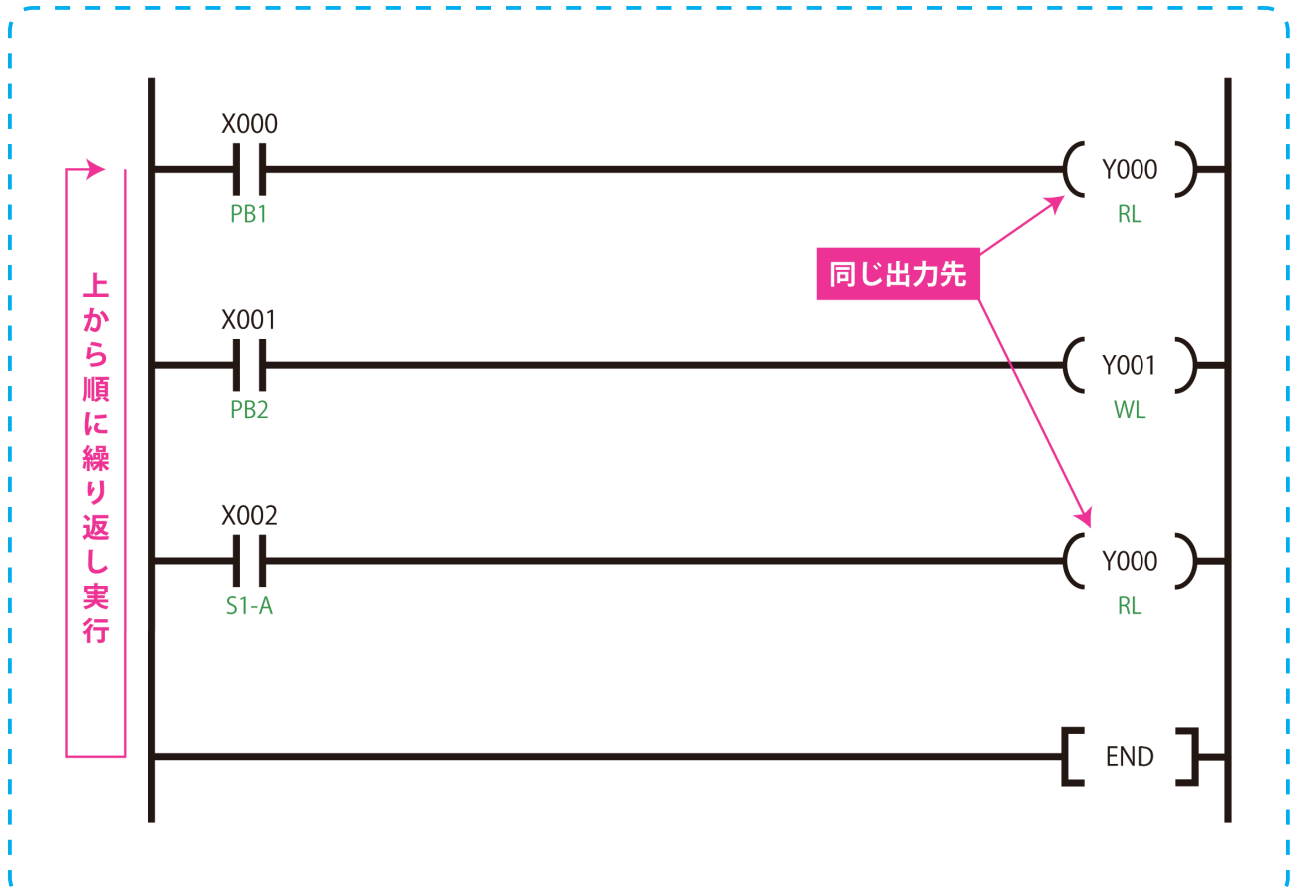 X000
Y000
PB1
RL
同じ出力先
上から順に繰り返し実行
X001
Y001
PB2
WL
X002
Y000
S1-A
RL
END